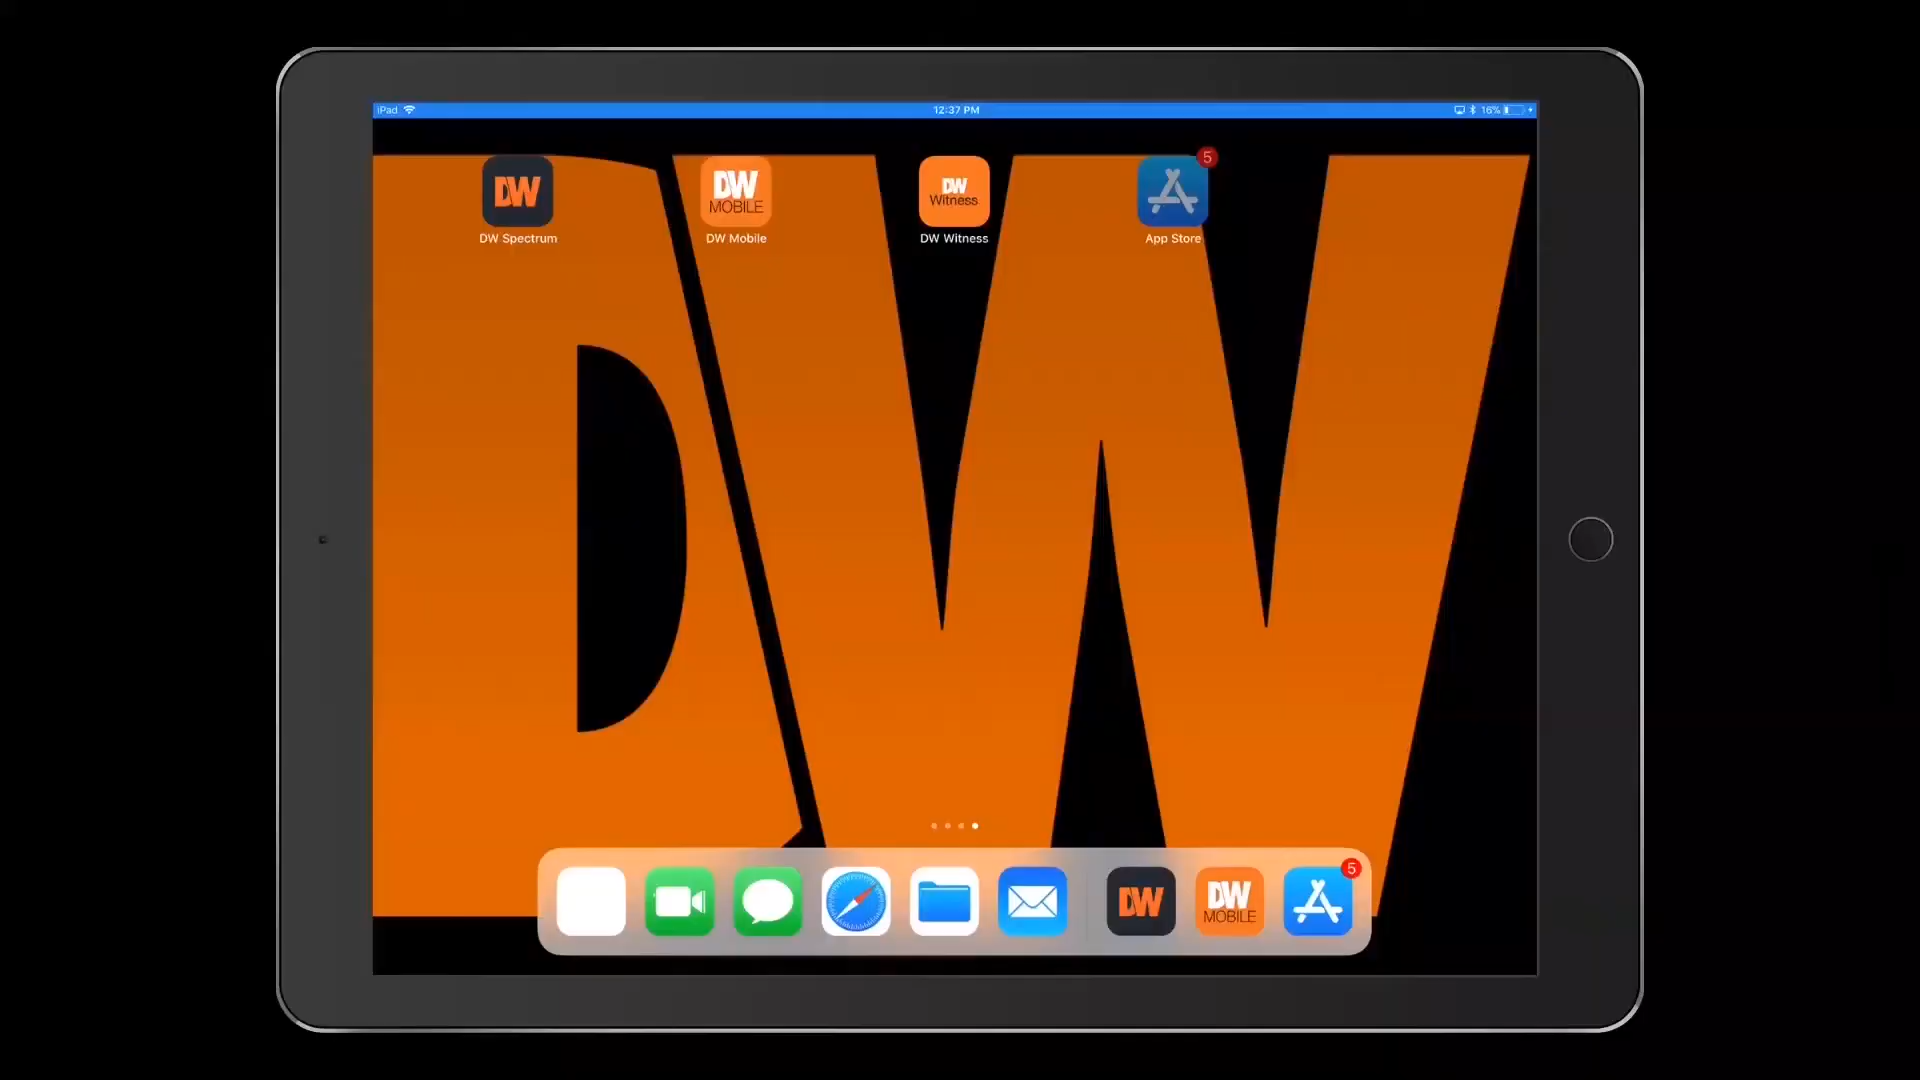 iPad
12:37 PM
16%
DW
DW
MOBILE
DW
Witness
5
DW Spectrum
DW Mobile
DW Witness
App Store
DW
DW
DW
MOBILE
5